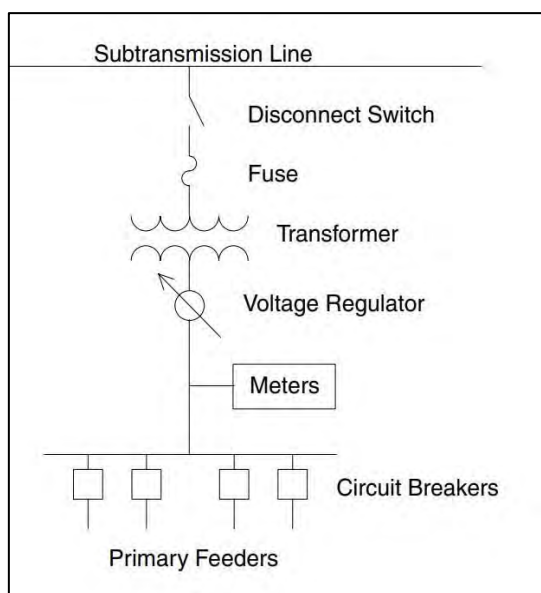 Subtransmission Line
Disconnect Switch
Fuse
Transformer
Voltage Regulator
Meters
Circuit Breakers
Primary Feeders